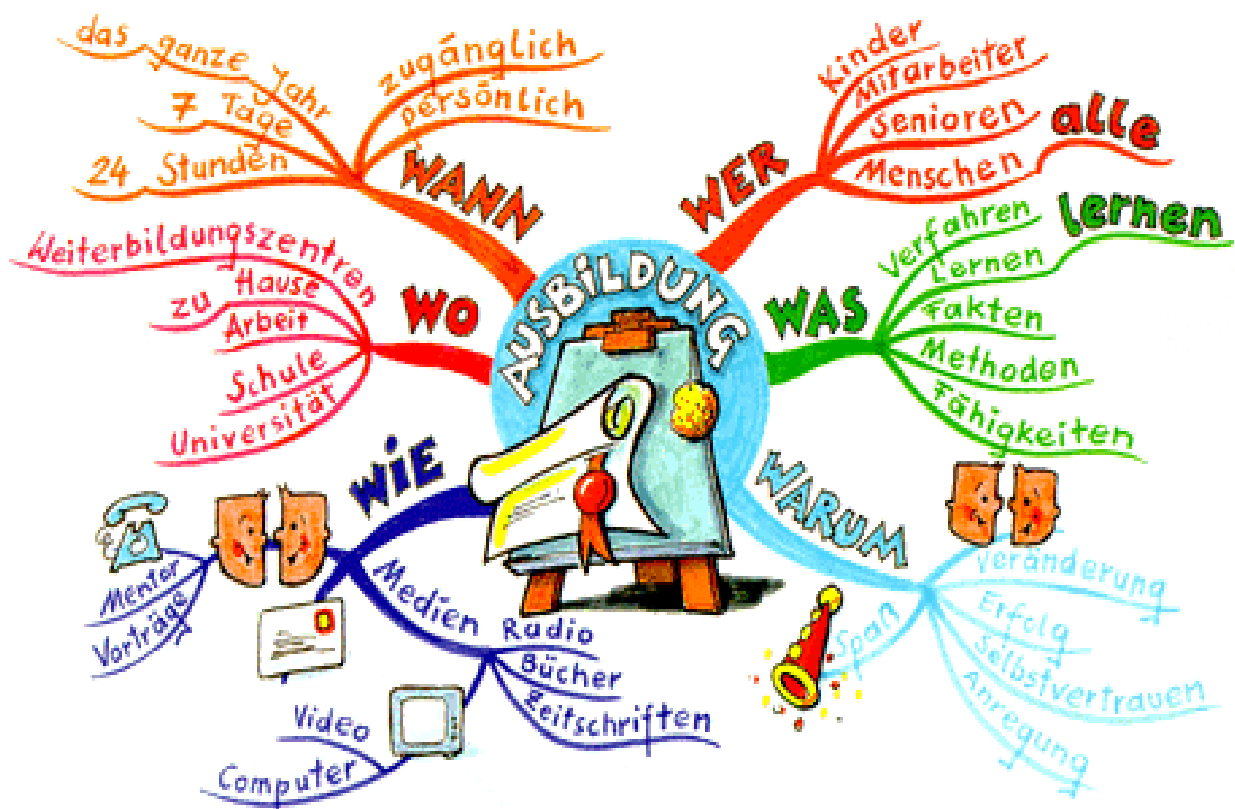 AUSBILDUNG
WANN
das ganze Jahr
7 Tage
24 Stunden
zugänglich
persönlich
WER
Kinder
Mitarbeiter
Senioren
Menschen alle
WAS
Verfahren
Lernen lernen
Fakten
Methoden
Fähigkeiten
WARUM
Veränderung
Erfolg
Selbstvertrauen
Anregung
Span
WIE
Mentor
Vorträge
Medien
Radio
Bücher
Zeitschriften
Video
Computer
WO
Weiterbildungszentren
zu Hause
Arbeit
Schule
Universität